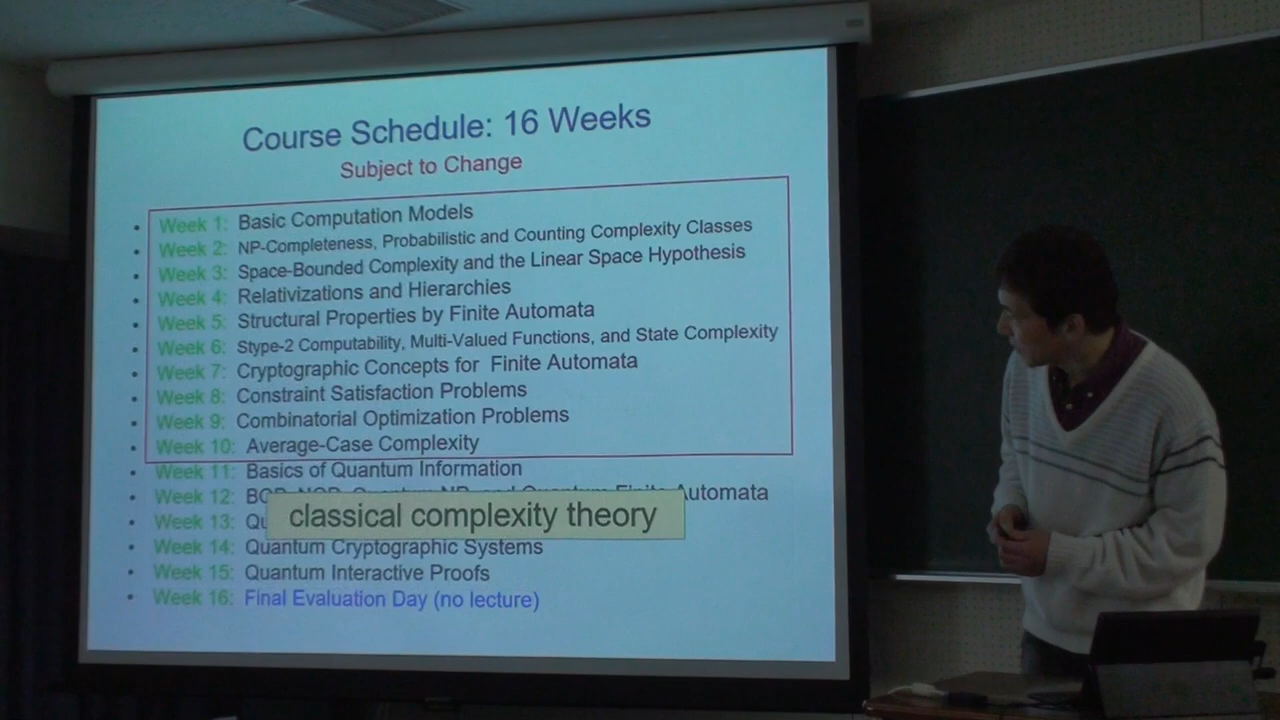 Course Schedule: 16 Weeks
Subject to Change
• Week 1: Basic Computation Models
• Week 2: NP-Completeness, Probabilistic and Counting Complexity Classes
• Week 3: Space-Bounded Complexity and the Linear Space Hypothesis
• Week 4: Relativizations and Hierarchies
• Week 5: Structural Properties by Finite Automata
• Week 6: Stype-2 Computability, Multi-Valued Functions, and State Complexity
• Week 7: Cryptographic Concepts for Finite Automata
• Week 8: Constraint Satisfaction Problems
• Week 9: Combinatorial Optimization Problems
• Week 10: Average-Case Complexity
• Week 11: Basics of Quantum Information
• Week 12: Automata
• Week 13:
classical complexity theory
• Week 14: Quantum Cryptographic Systems
• Week 15: Quantum Interactive Proofs
• Week 16: Final Evaluation Day (no lecture)